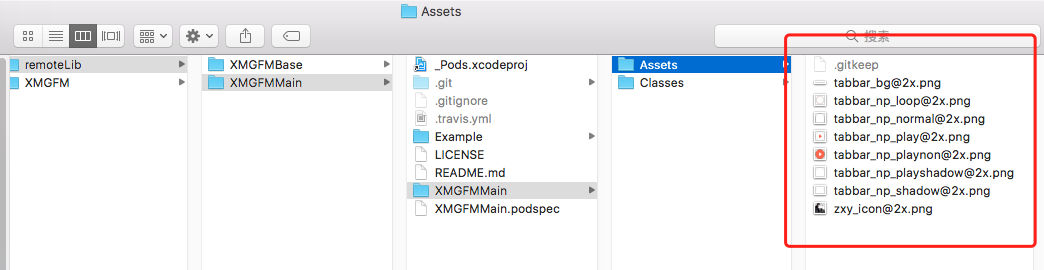 Assets
搜索
remoteLib
XMGFM
XMGFMBase
XMGFMMain
_Pods.xcodeproj
.git
.gitignore
.travis.yml
Example
LICENSE
README.md
XMGFMMain
XMGFMMain.podspec
Assets
Classes
.gitkeep
tabbar_bg@2x.png
tabbar_np_loop@2x.png
tabbar_np_normal@2x.png
tabbar_np_play@2x.png
tabbar_np_playnon@2x.png
tabbar_np_playshadow@2x.png
tabbar_np_shadow@2x.png
zxy_icon@2x.png